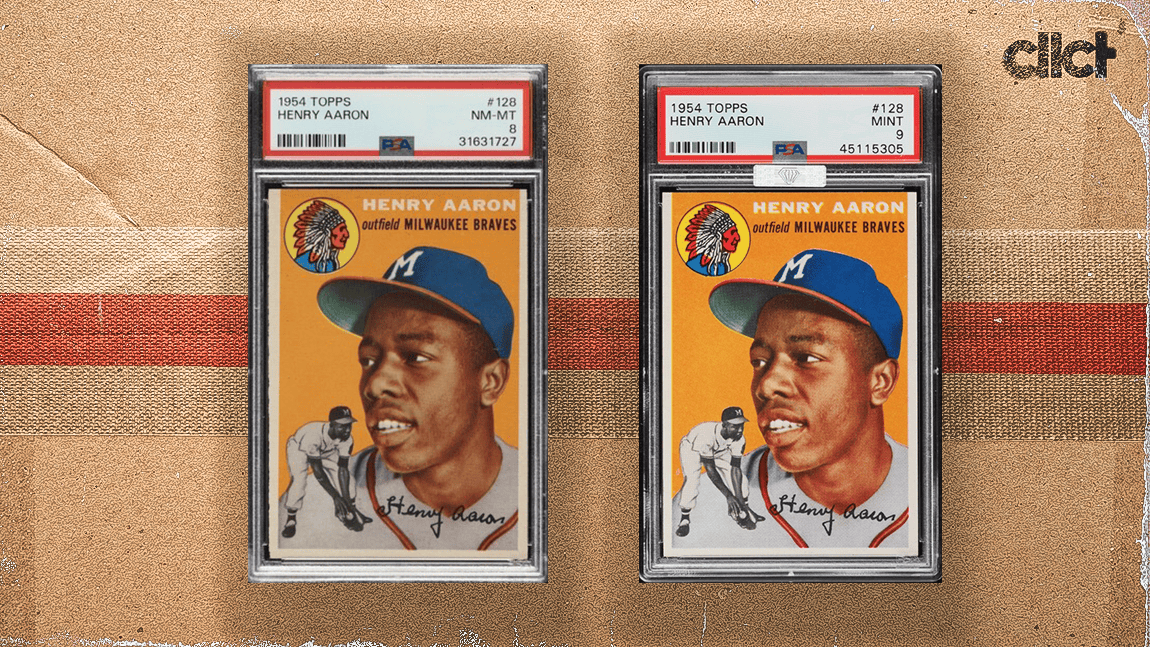 cllct
1954 TOPPS #128
HENRY AARON NM-MT
8
PSA 31631727
HENRY AARON
outfield MILWAUKEE BRAVES
M
M
Henry Aaron
1954 TOPPS #128
HENRY AARON MINT
9
PSA 45115305
HENRY AARON
outfield MILWAUKEE BRAVES
M
M
Henry Aaron